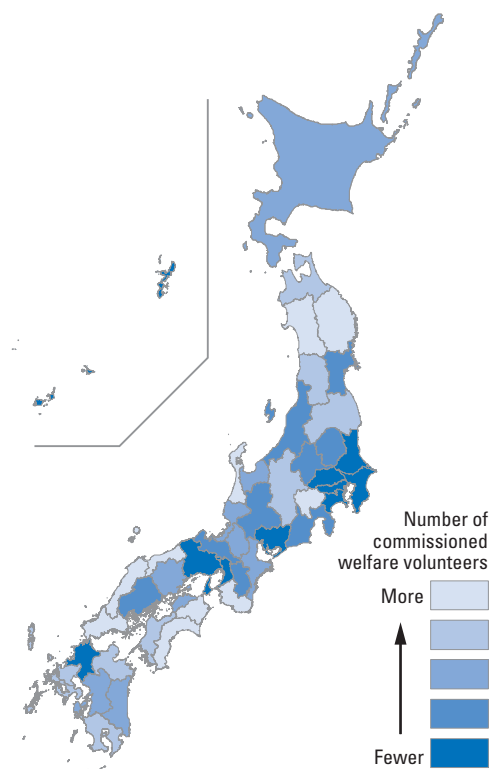 Number of
commissioned
welfare volunteers
More
Fewer